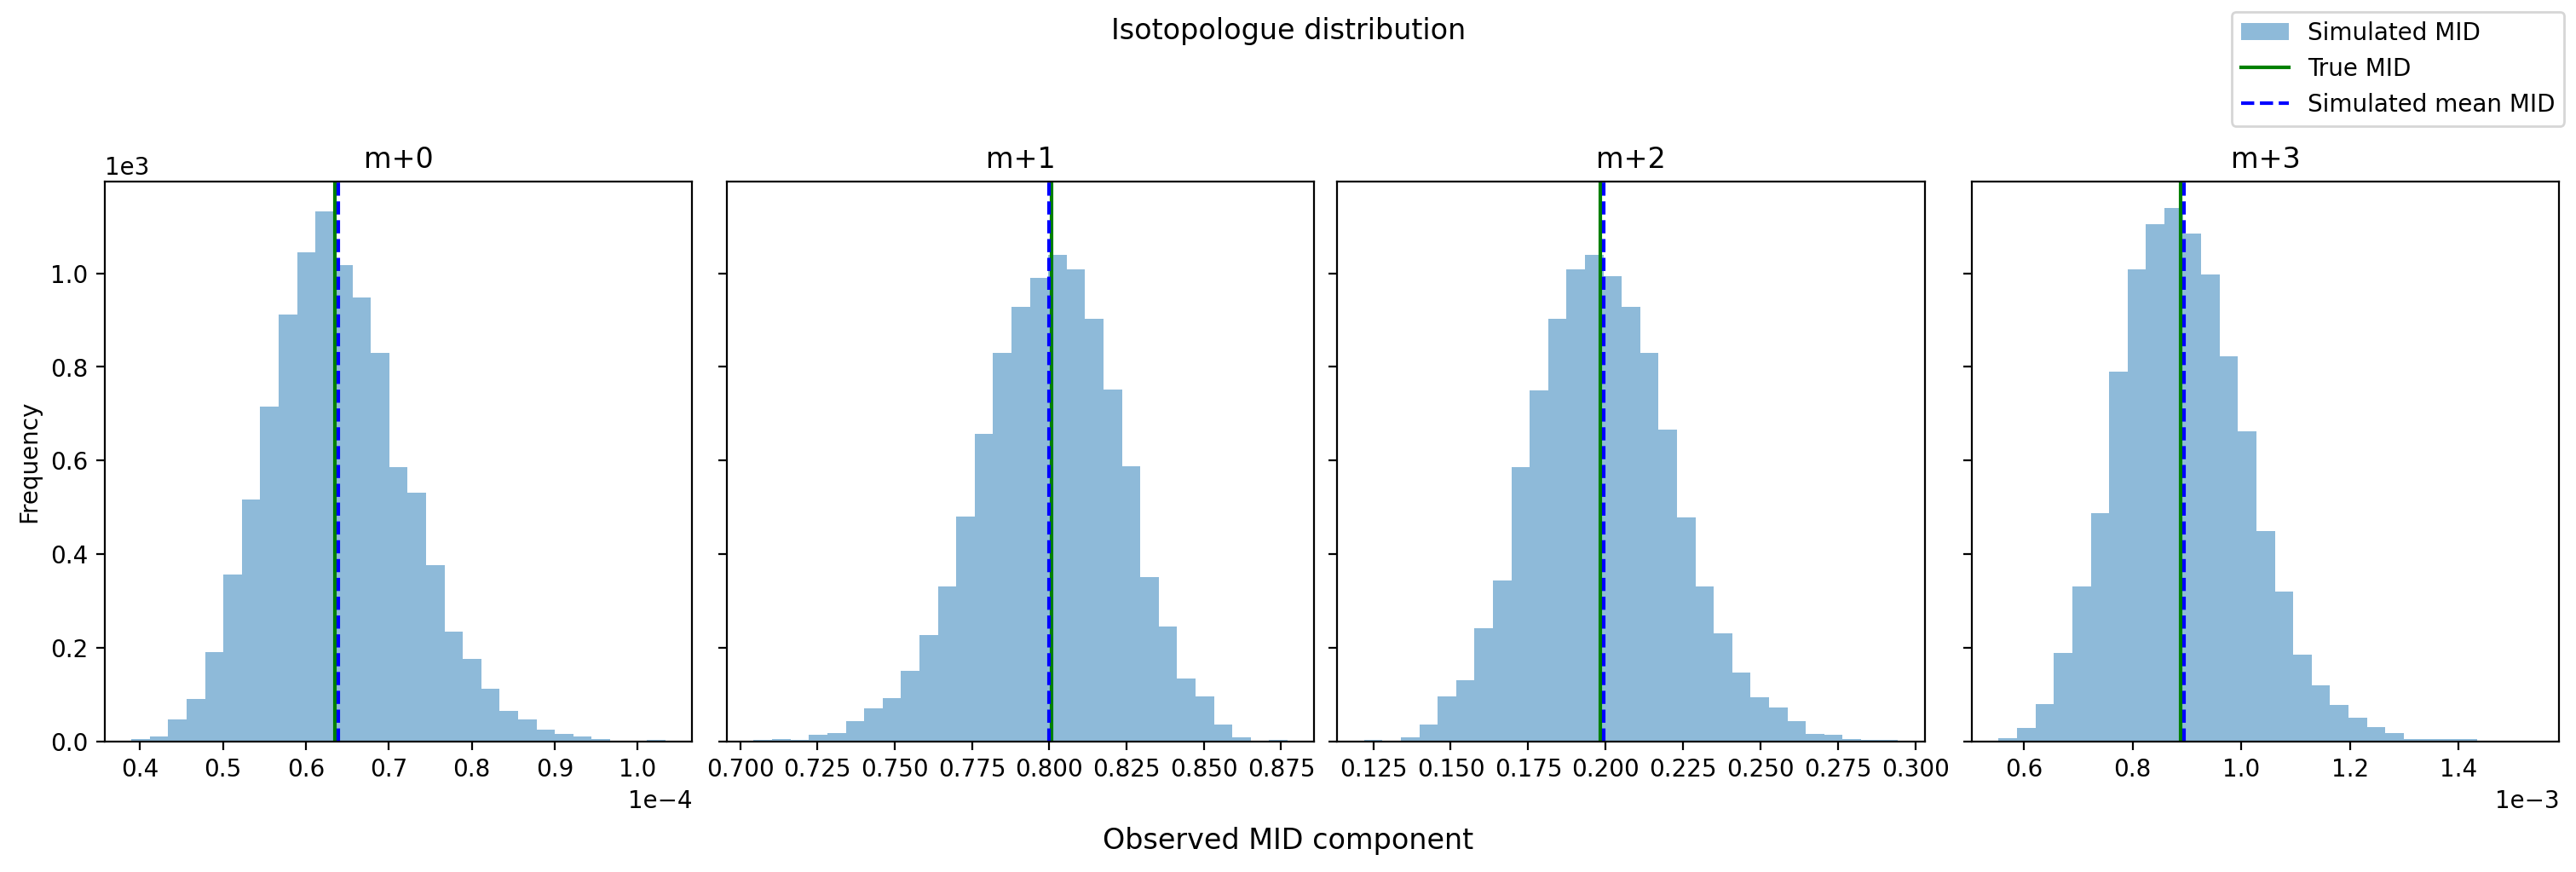 Isotopologue distribution
Simulated MID
True MID
Simulated mean MID
1e3
m+0
m+1
m+2
m+3
Frequency
1.0
0.8
0.6
0.4
0.2
0.0
0.4 0.5 0.6 0.7 0.8 0.9 1.0
1e−4
0.700 0.725 0.750 0.775 0.800 0.825 0.850 0.875
0.125 0.150 0.175 0.200 0.225 0.250 0.275 0.300
0.6 0.8 1.0 1.2 1.4
1e−3
Observed MID component